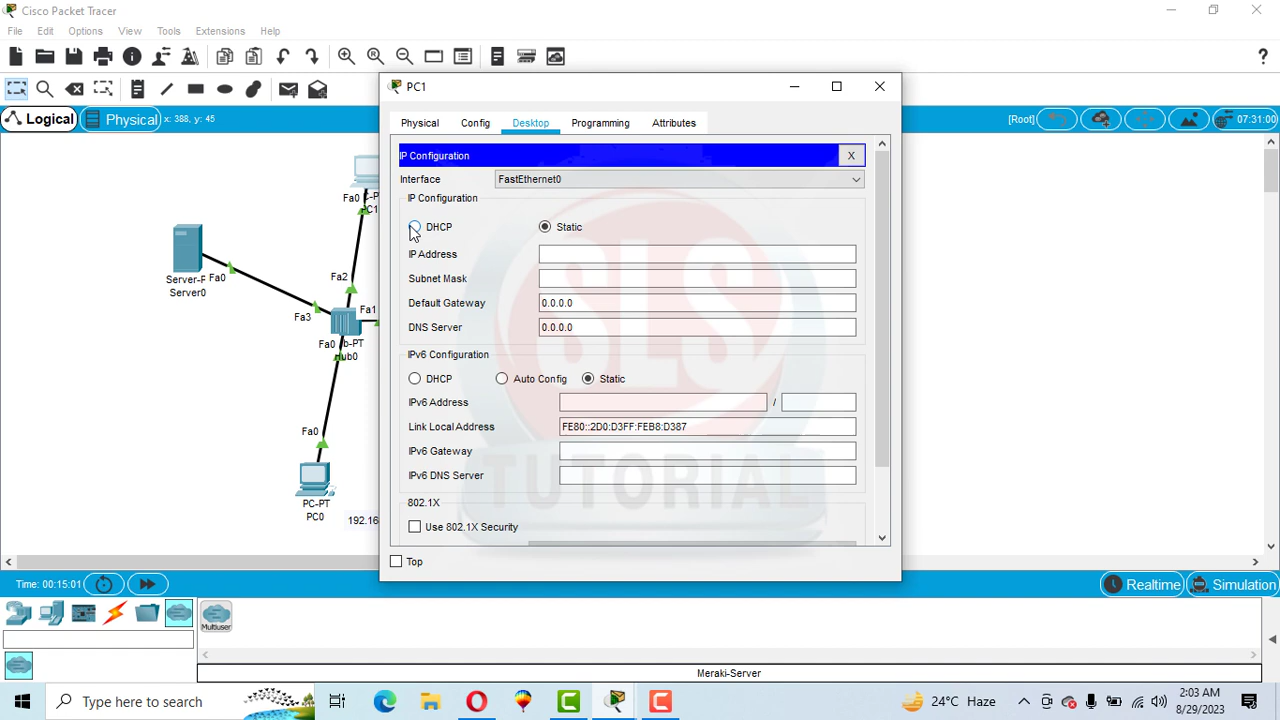 Cisco Packet Tracer
File Edit Options View Tools Extensions Help
Logical Physical x: 388, y: 45 [Root] 07:31:00
PC1
Physical Config Desktop Programming Attributes
IP Configuration X
Interface FastEthernet0
IP Configuration
DHCP Static
IP Address
Subnet Mask
Default Gateway 0.0.0.0
DNS Server 0.0.0.0
IPv6 Configuration
DHCP Auto Config Static
IPv6 Address /
Link Local Address FE80::2D0:D3FF:FEB8:D387
IPv6 Gateway
IPv6 DNS Server
802.1X
Use 802.1X Security
Top
C-PT
PC1
Fa0
Fa2
Server-P Fa0
Server0
Fa3
Fa1
Fa0 b-PT
Hub0
Fa0
PC-PT
PC0
192.16
SLS
TUTORIAL
Time: 00:15:01 Realtime Simulation
Multiuser
Meraki-Server
Type here to search 24°C Haze 2:03 AM
8/29/2023